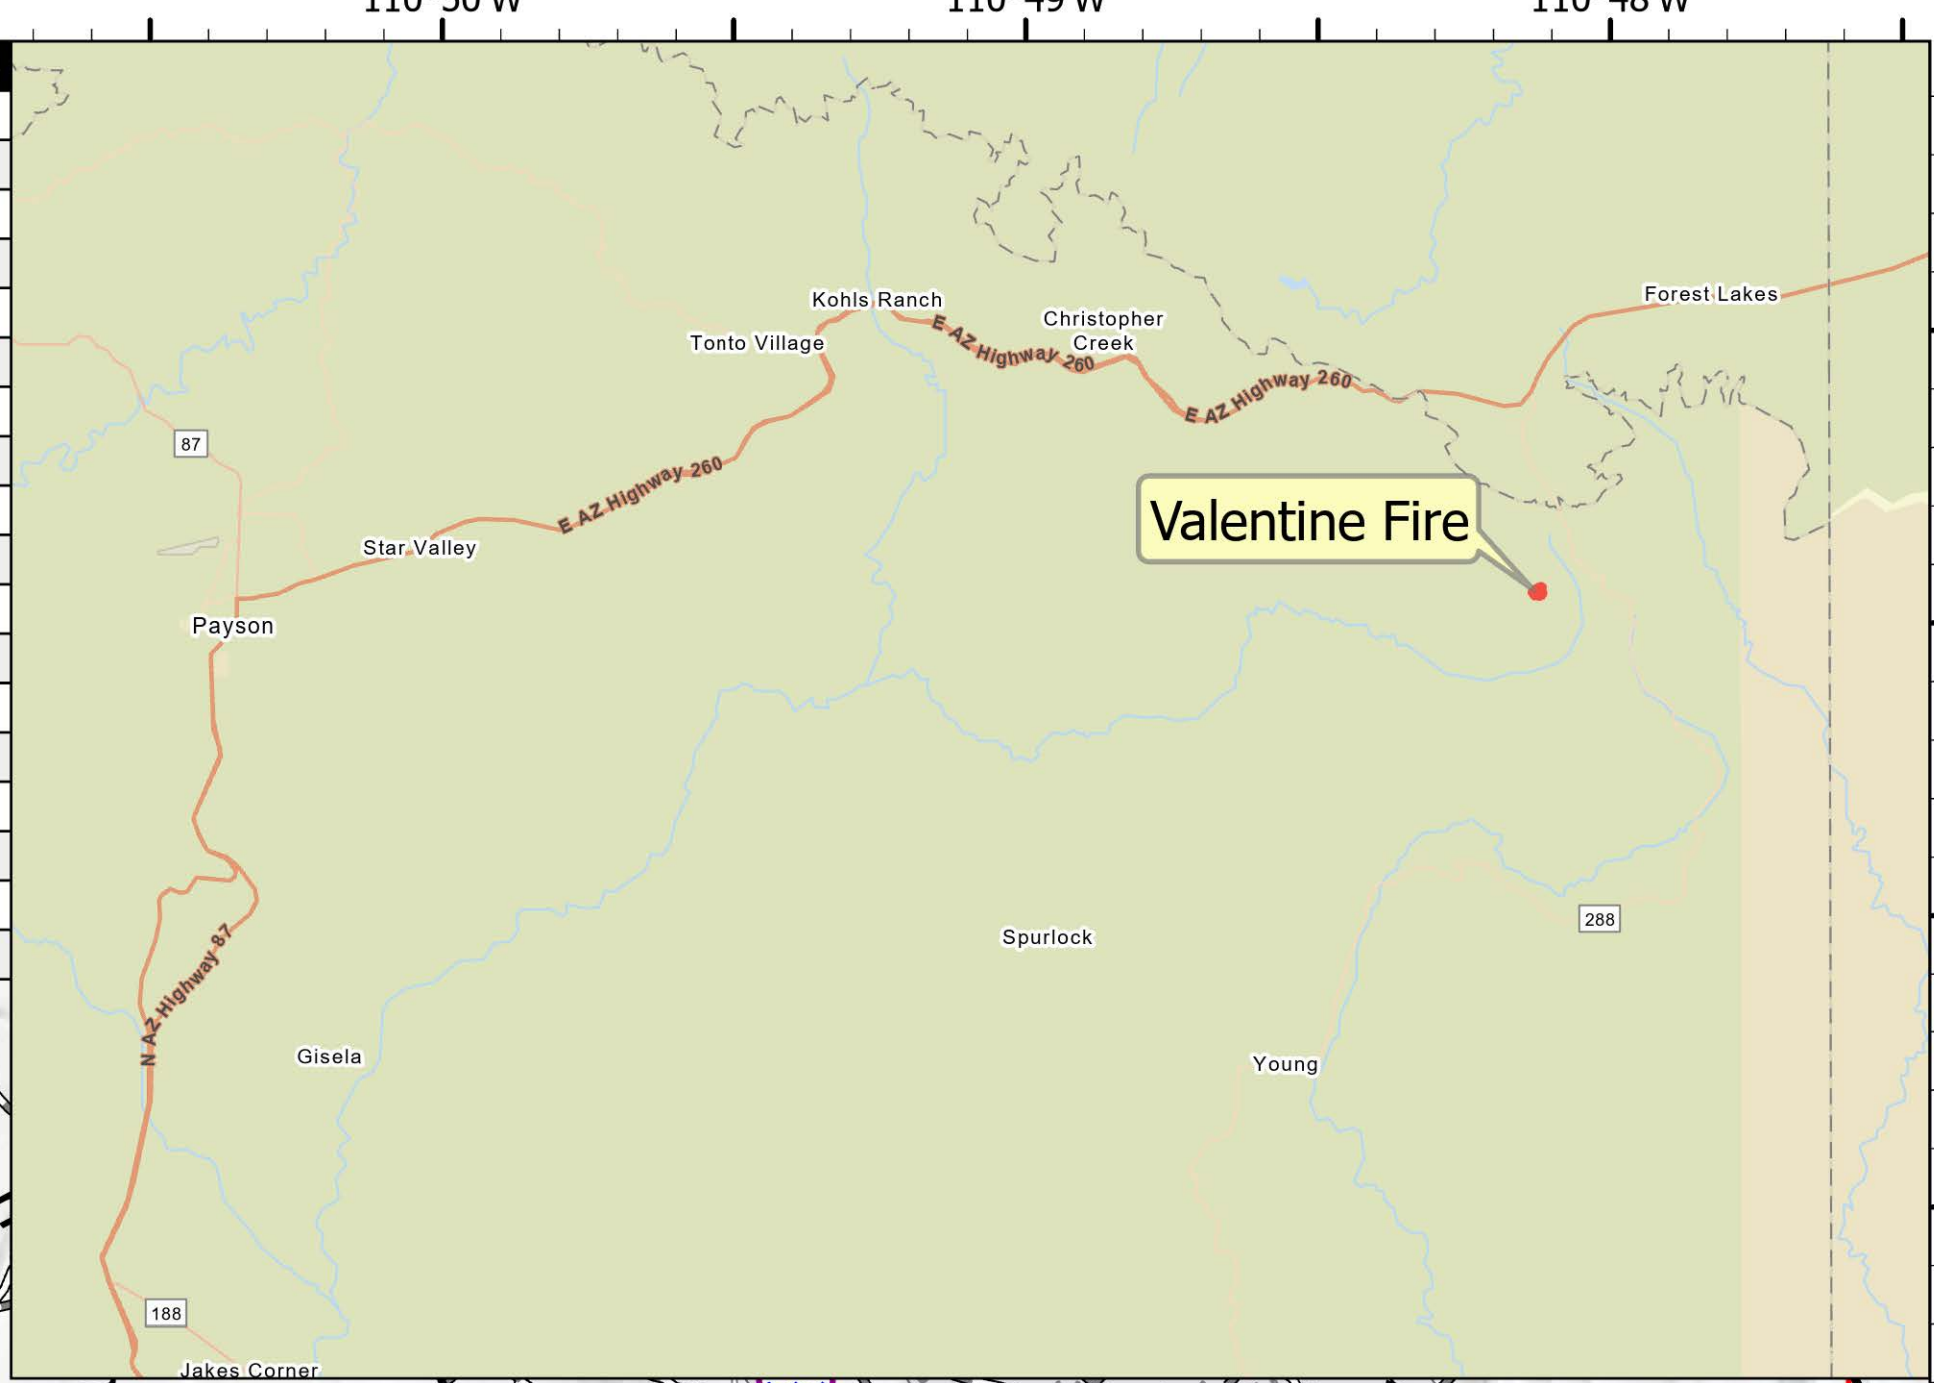 110°50'W
110°49'W
110°48'W
Kohls Ranch
Forest Lakes
Christopher
Creek
Tonto Village
E AZ Highway 260
E AZ Highway 260
87
E AZ Highway 260
Valentine Fire
Star Valley
Payson
288
Spurlock
N AZ Highway 87
Gisela
Young
188
Jakes Corner